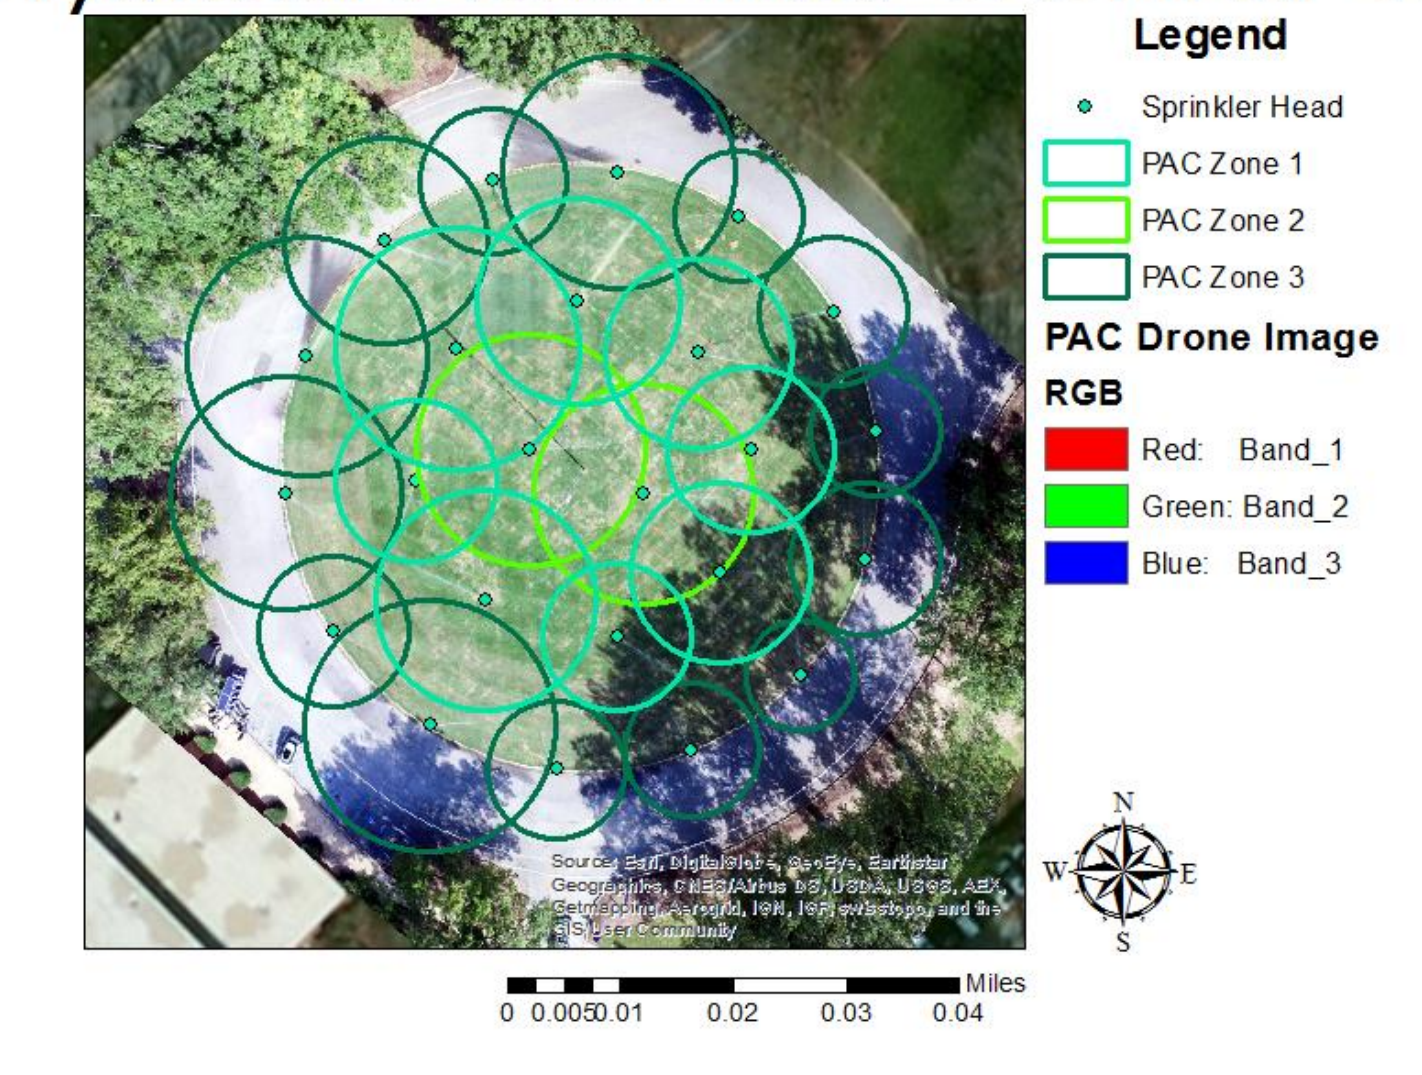 Legend
Sprinkler Head
PAC Zone 1
PAC Zone 2
PAC Zone 3
PAC Drone Image
RGB
Red: Band_1
Green: Band_2
Blue: Band_3
N
W E
S
Source: Esri, DigitalGlobe, GeoEye, Earthstar
Geographics, CNES/Airbus DS, USDA, USGS, AEX,
Getmapping, Aerogrid, IGN, IGP, swisstopo, and the
GIS User Community
Miles
0 0.005 0.01 0.02 0.03 0.04